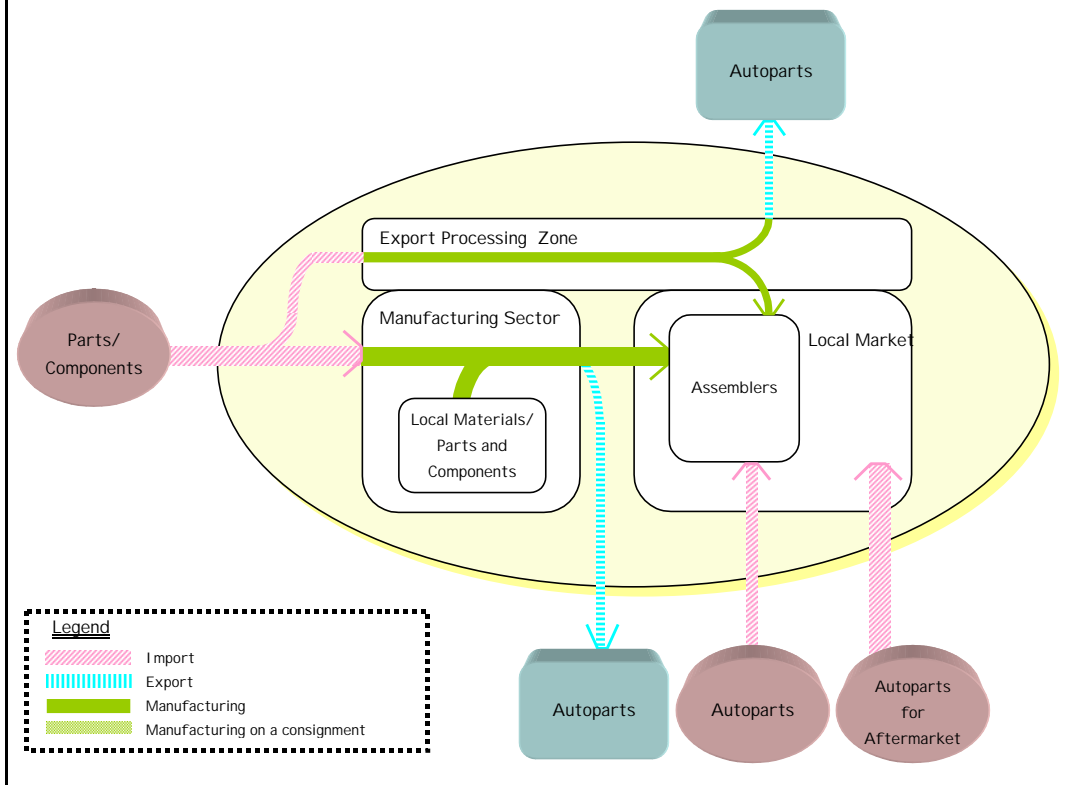 Autoparts
Export Processing Zone
Manufacturing Sector
Local Market
Parts/
Components
Assemblers
Local Materials/
Parts and
Components
Legend
Import
Export
Manufacturing
Manufacturing on a consignment
Autoparts
Autoparts
Autoparts
for
Aftermarket